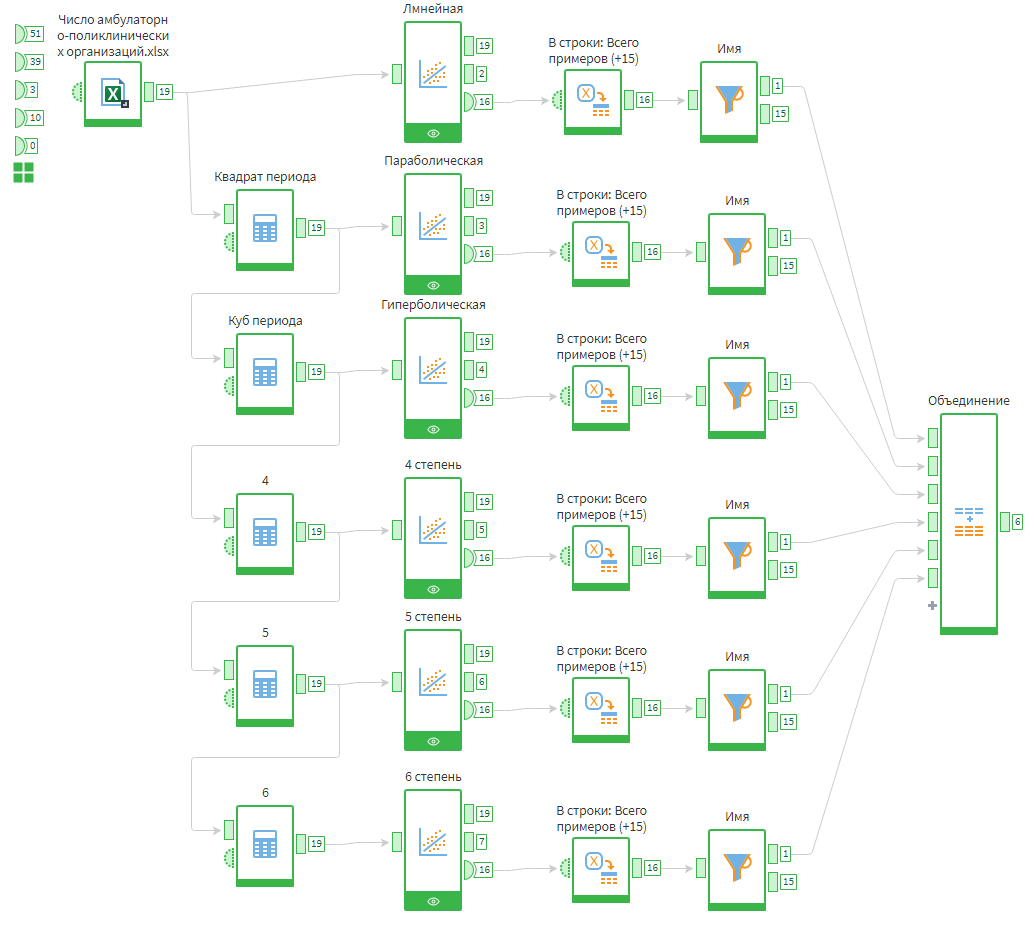 51
39
3
10
0
Число амбулаторн
о-поликлинически
х организаций.xlsx
X
19
Лмнейная
19
2
16
В строки: Всего
примеров (+15)
X
16
Имя
1
15
Квадрат периода
19
Параболическая
19
3
16
В строки: Всего
примеров (+15)
X
16
Имя
1
15
Куб периода
19
Гиперболическая
19
4
16
В строки: Всего
примеров (+15)
X
16
Имя
1
15
Объединение
6
4
19
4 степень
19
5
16
В строки: Всего
примеров (+15)
X
16
Имя
1
15
5
19
5 степень
19
6
16
В строки: Всего
примеров (+15)
X
16
Имя
1
15
6
19
6 степень
19
7
16
В строки: Всего
примеров (+15)
X
16
Имя
1
15